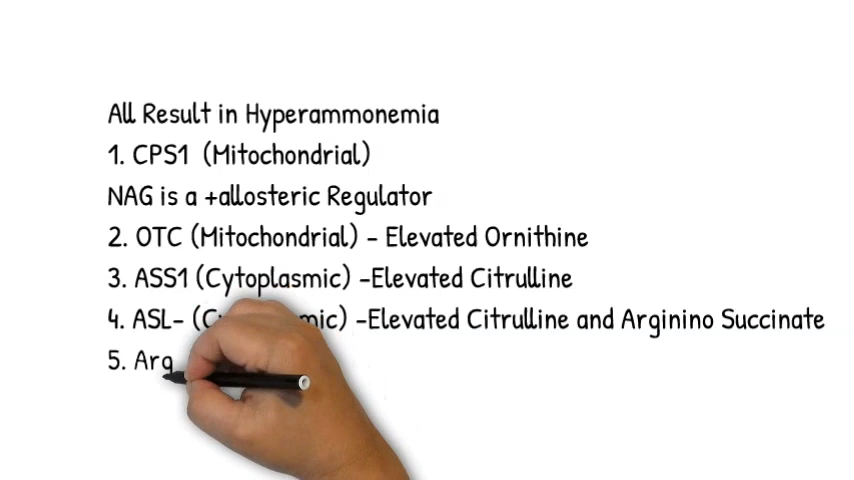 All Result in Hyperammonemia
1. CPS1 (Mitochondrial)
NAG is a +allosteric Regulator
2. OTC (Mitochondrial) - Elevated Ornithine
3. ASS1 (Cytoplasmic) -Elevated Citrulline
4. ASL- -Elevated Citrulline and Arginino Succinate
5. Arg